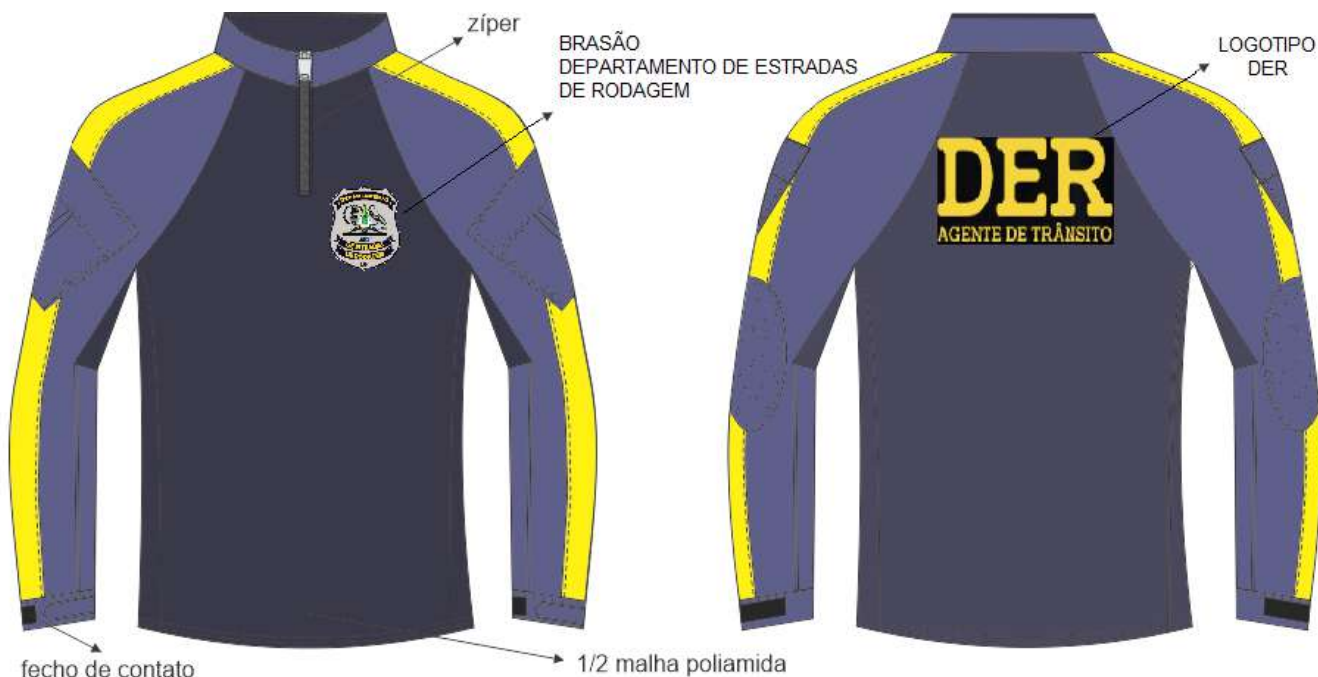 zíper
BRASÃO
DEPARTAMENTO DE ESTRADAS
DE RODAGEM
LOGOTIPO
DER
DER
AGENTE DE TRÂNSITO
fecho de contato
1/2 malha poliamida